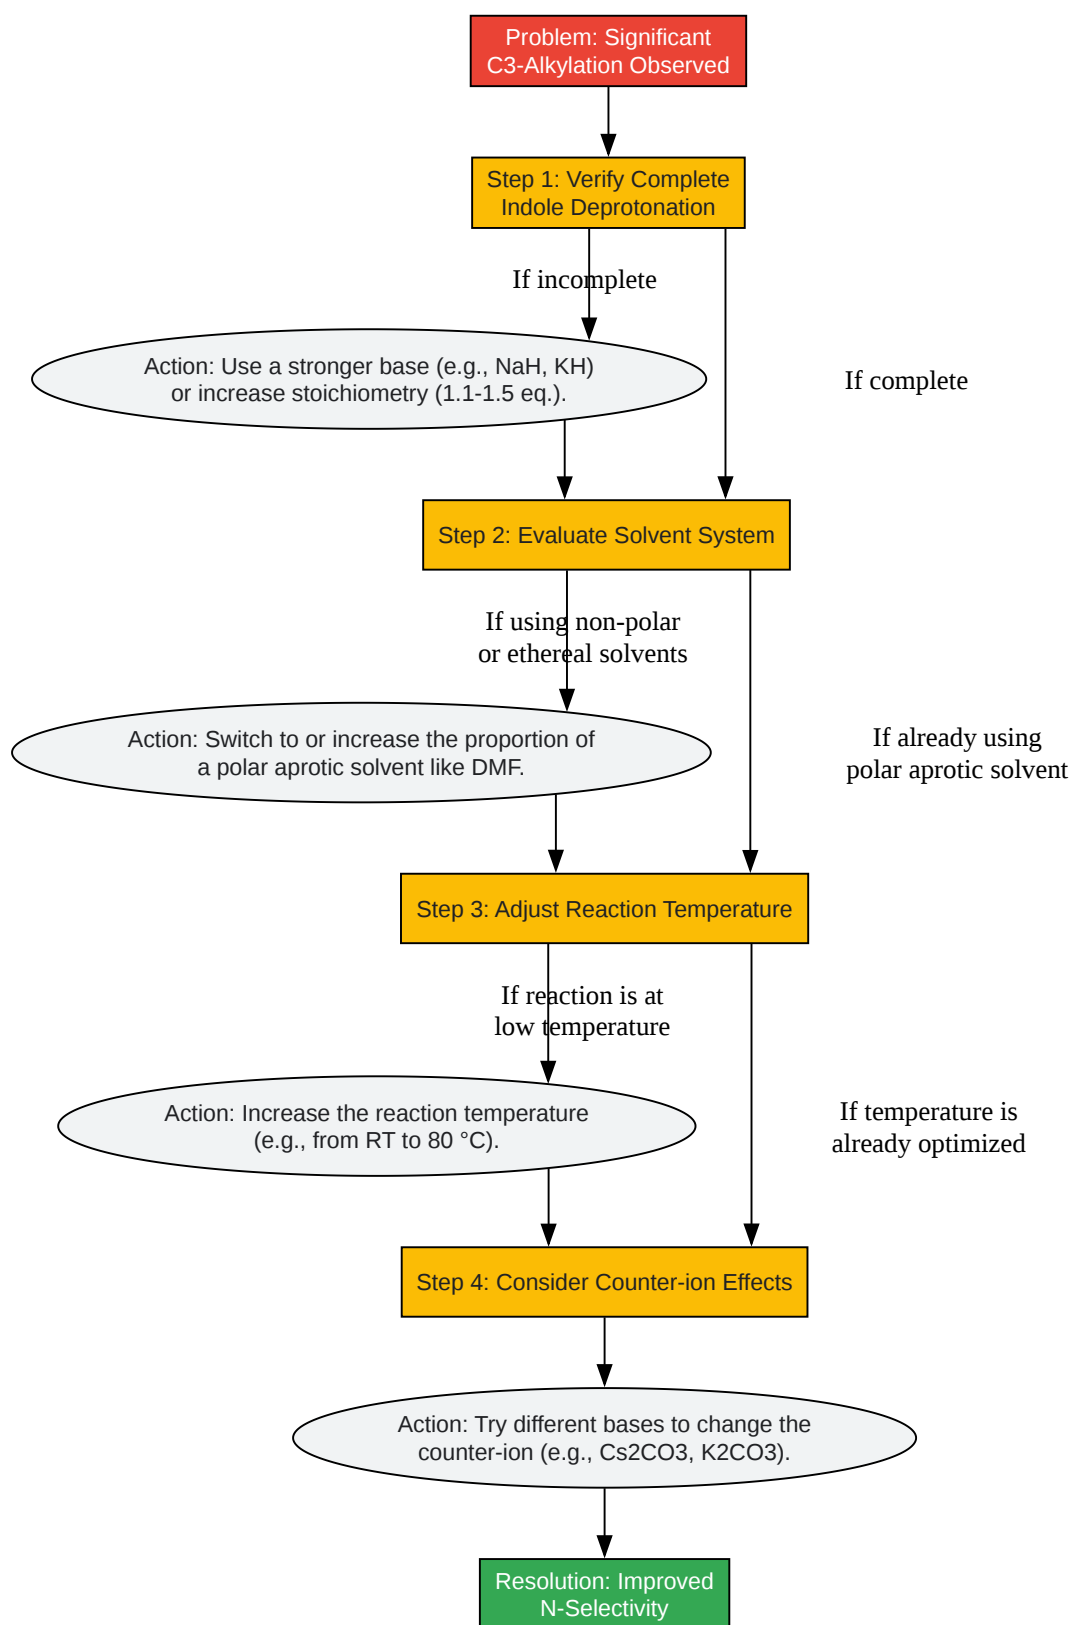 Problem: Significant
C3-Alkylation Observed
Step 1: Verify Complete
Indole Deprotonation
If incomplete
Action: Use a stronger base (e.g., NaH, KH)
or increase stoichiometry (1.1-1.5 eq.).
If complete
Step 2: Evaluate Solvent System
If using non-polar
or ethereal solvents
Action: Switch to or increase the proportion of
a polar aprotic solvent like DMF.
If already using
polar aprotic solvent
Step 3: Adjust Reaction Temperature
If reaction is at
low temperature
Action: Increase the reaction temperature
(e.g., from RT to 80 °C).
If temperature is
already optimized
Step 4: Consider Counter-ion Effects
Action: Try different bases to change the
counter-ion (e.g., Cs2CO3, K2CO3).
Resolution: Improved
N-Selectivity